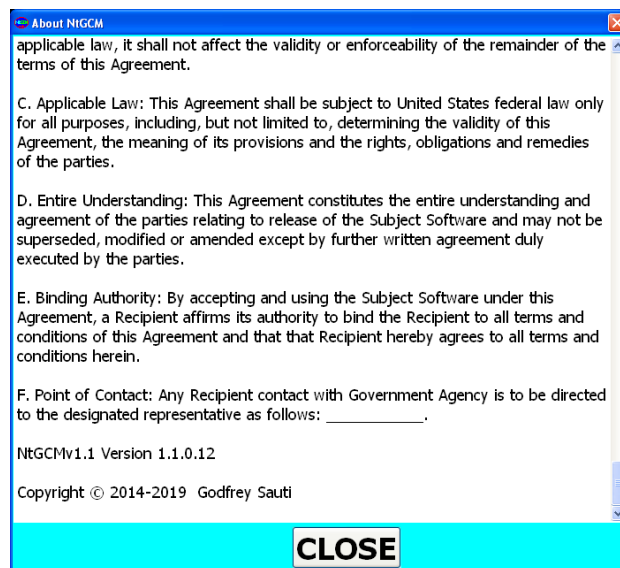 About NtGCM
applicable law, it shall not affect the validity or enforceability of the remainder of the
terms of this Agreement.
C. Applicable Law: This Agreement shall be subject to United States federal law only
for all purposes, including, but not limited to, determining the validity of this
Agreement, the meaning of its provisions and the rights, obligations and remedies
of the parties.
D. Entire Understanding: This Agreement constitutes the entire understanding and
agreement of the parties relating to release of the Subject Software and may not be
superseded, modified or amended except by further written agreement duly
executed by the parties.
E. Binding Authority: By accepting and using the Subject Software under this
Agreement, a Recipient affirms its authority to bind the Recipient to all terms and
conditions of this Agreement and that that Recipient hereby agrees to all terms and
conditions herein.
F. Point of Contact: Any Recipient contact with Government Agency is to be directed
to the designated representative as follows: ____________.
NtGCMv1.1 Version 1.1.0.12
Copyright © 2014-2019  Godfrey Sauti
CLOSE